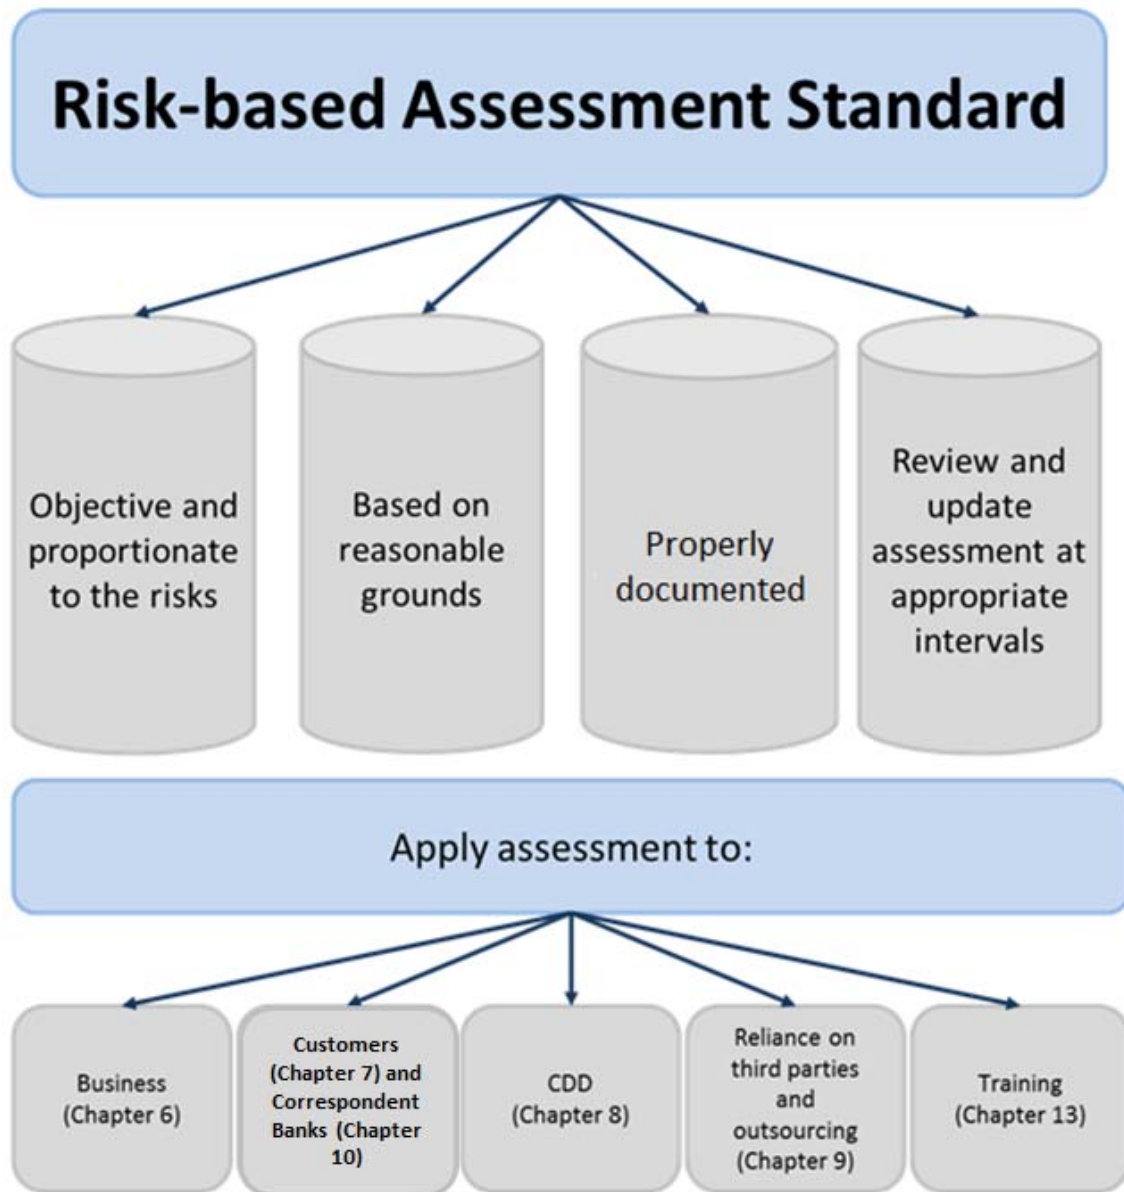 Risk-based Assessment Standard
Objective and
proportionate
to the risks
Based on
reasonable
grounds
Properly
documented
Review and
update
assessment at
appropriate
intervals
Apply assessment to:
Business
(Chapter 6)
Customers
(Chapter 7) and
Correspondent
Banks (Chapter
10)
CDD
(Chapter 8)
Reliance on
third parties
and
outsourcing
(Chapter 9)
Training
(Chapter 13)